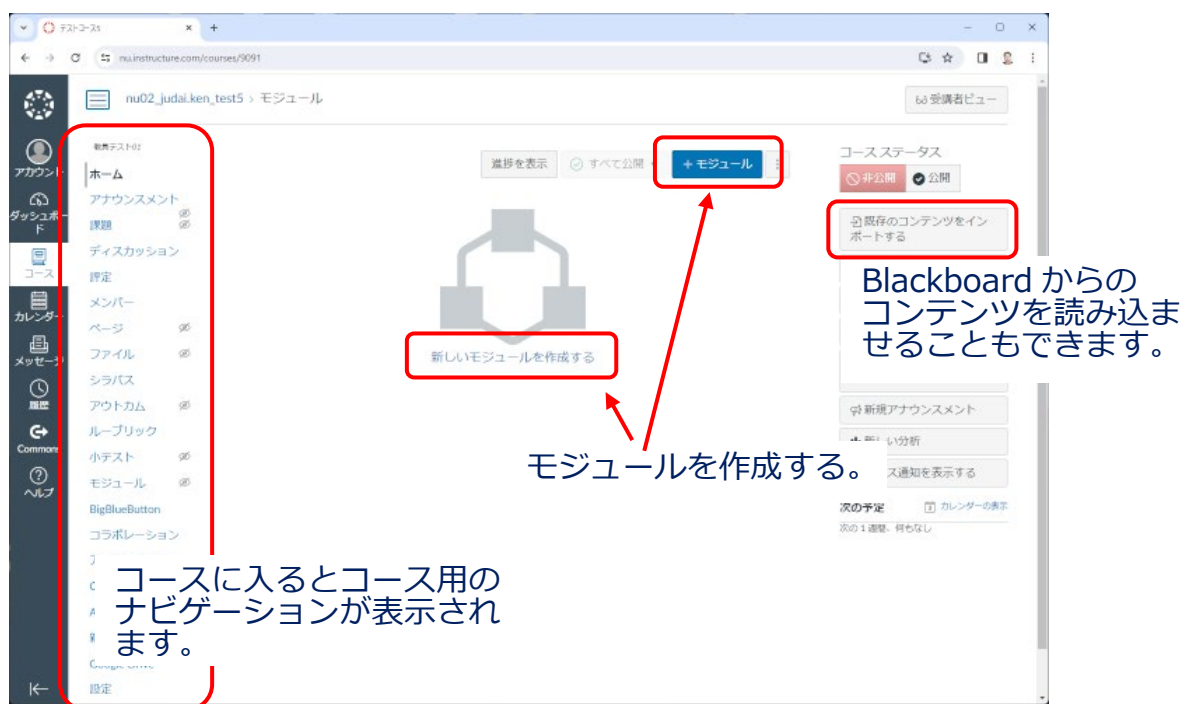 テストコース5
nu.instructure.com/courses/9091
nu02_judai.ken_test5 › モジュール
受講者ビュー
アカウント
ダッシュボード
コース
カレンダー
メッセージ
履歴
Commons
ヘルプ
ホーム
アナウンスメント
課題
ディスカッション
評定
メンバー
ページ
ファイル
シラバス
アウトカム
ルーブリック
小テスト
モジュール
BigBlueButton
コラボレーション
設定
進捗を表示
すべて公開
+ モジュール
新しいモジュールを作成する
モジュールを作成する。
コースに入るとコース用の
ナビゲーションが表示され
ます。
コース ステータス
非公開
公開
既存のコンテンツをイン
ポートする
Blackboard からの
コンテンツを読み込ま
せることもできます。
新規アナウンスメント
新しい分析
ス通知を表示する
次の予定
カレンダーの表示
次の 1 週間、何もなし